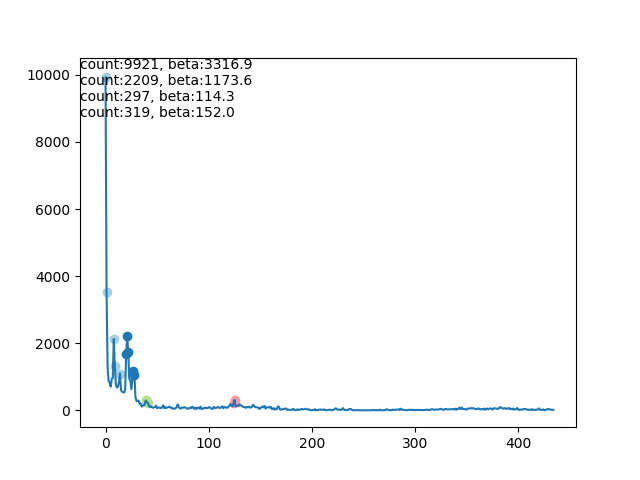 count:9921, beta:3316.9
count:2209, beta:1173.6
count:297, beta:114.3
count:319, beta:152.0
10000
8000
6000
4000
2000
0
0 100 200 300 400